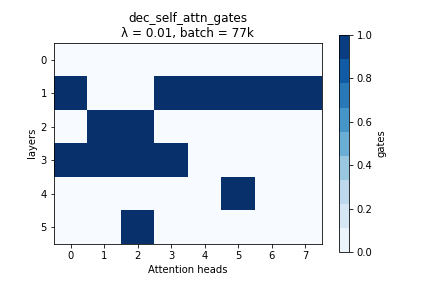 dec_self_attn_gates
λ = 0.01, batch = 77k
layers
0
1
2
3
4
5
0 1 2 3 4 5 6 7
Attention heads
1.0
0.8
0.6
0.4
0.2
0.0
gates